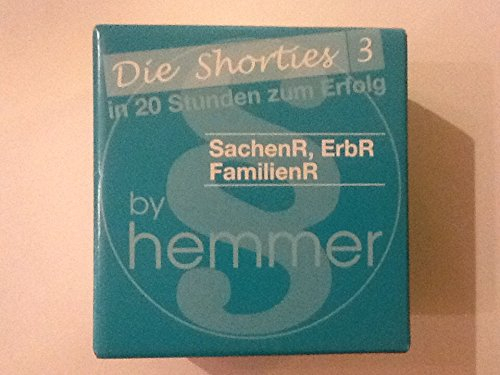 Die Shorties 3
in 20 Stunden zum Erfolg
SachenR, ErbR
FamilienR
§
by
hemmer